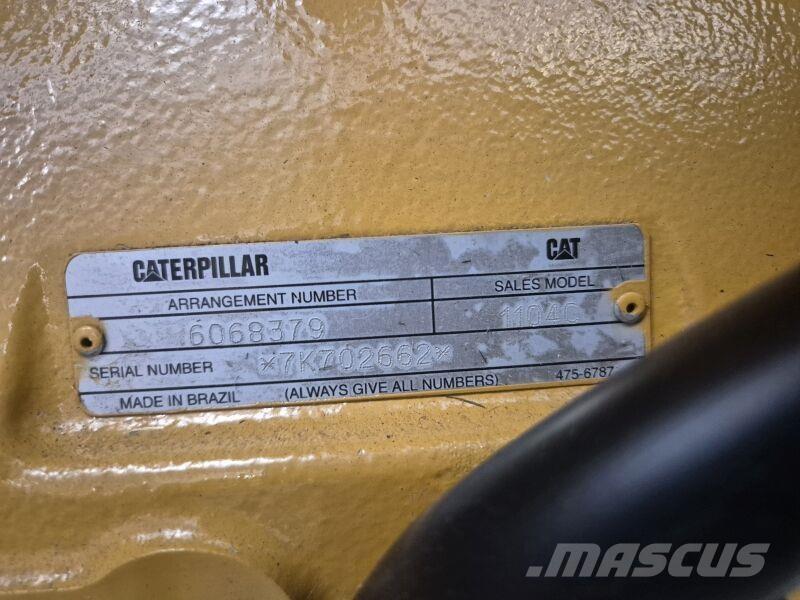 CATERPILLAR CAT
ARRANGEMENT NUMBER SALES MODEL
6068379 1104C
SERIAL NUMBER *7K702662*
MADE IN BRAZIL (ALWAYS GIVE ALL NUMBERS) 475-6787
MASCUS